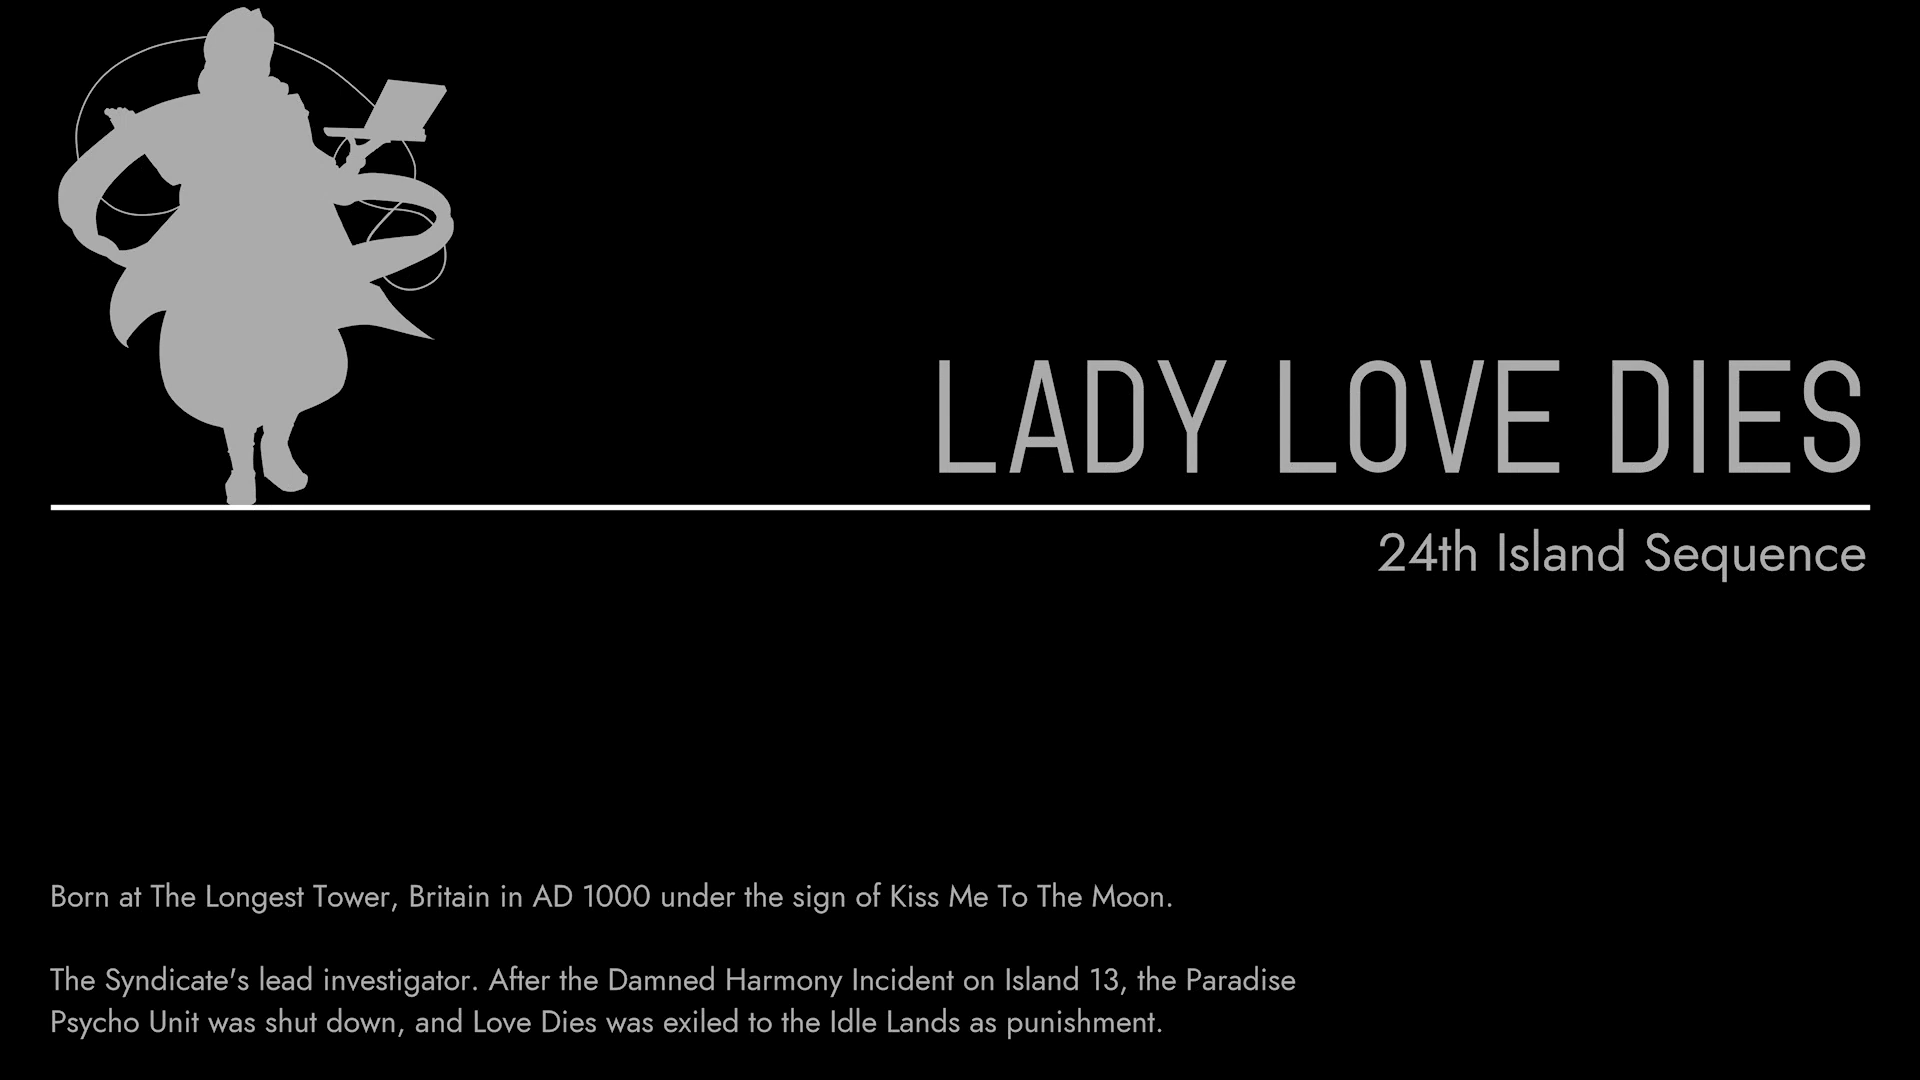 LADY LOVE DIES
24th Island Sequence
Born at The Longest Tower, Britain in AD 1000 under the sign of Kiss Me To The Moon.
The Syndicate's lead investigator. After the Damned Harmony Incident on Island 13, the Paradise
Psycho Unit was shut down, and Love Dies was exiled to the Idle Lands as punishment.